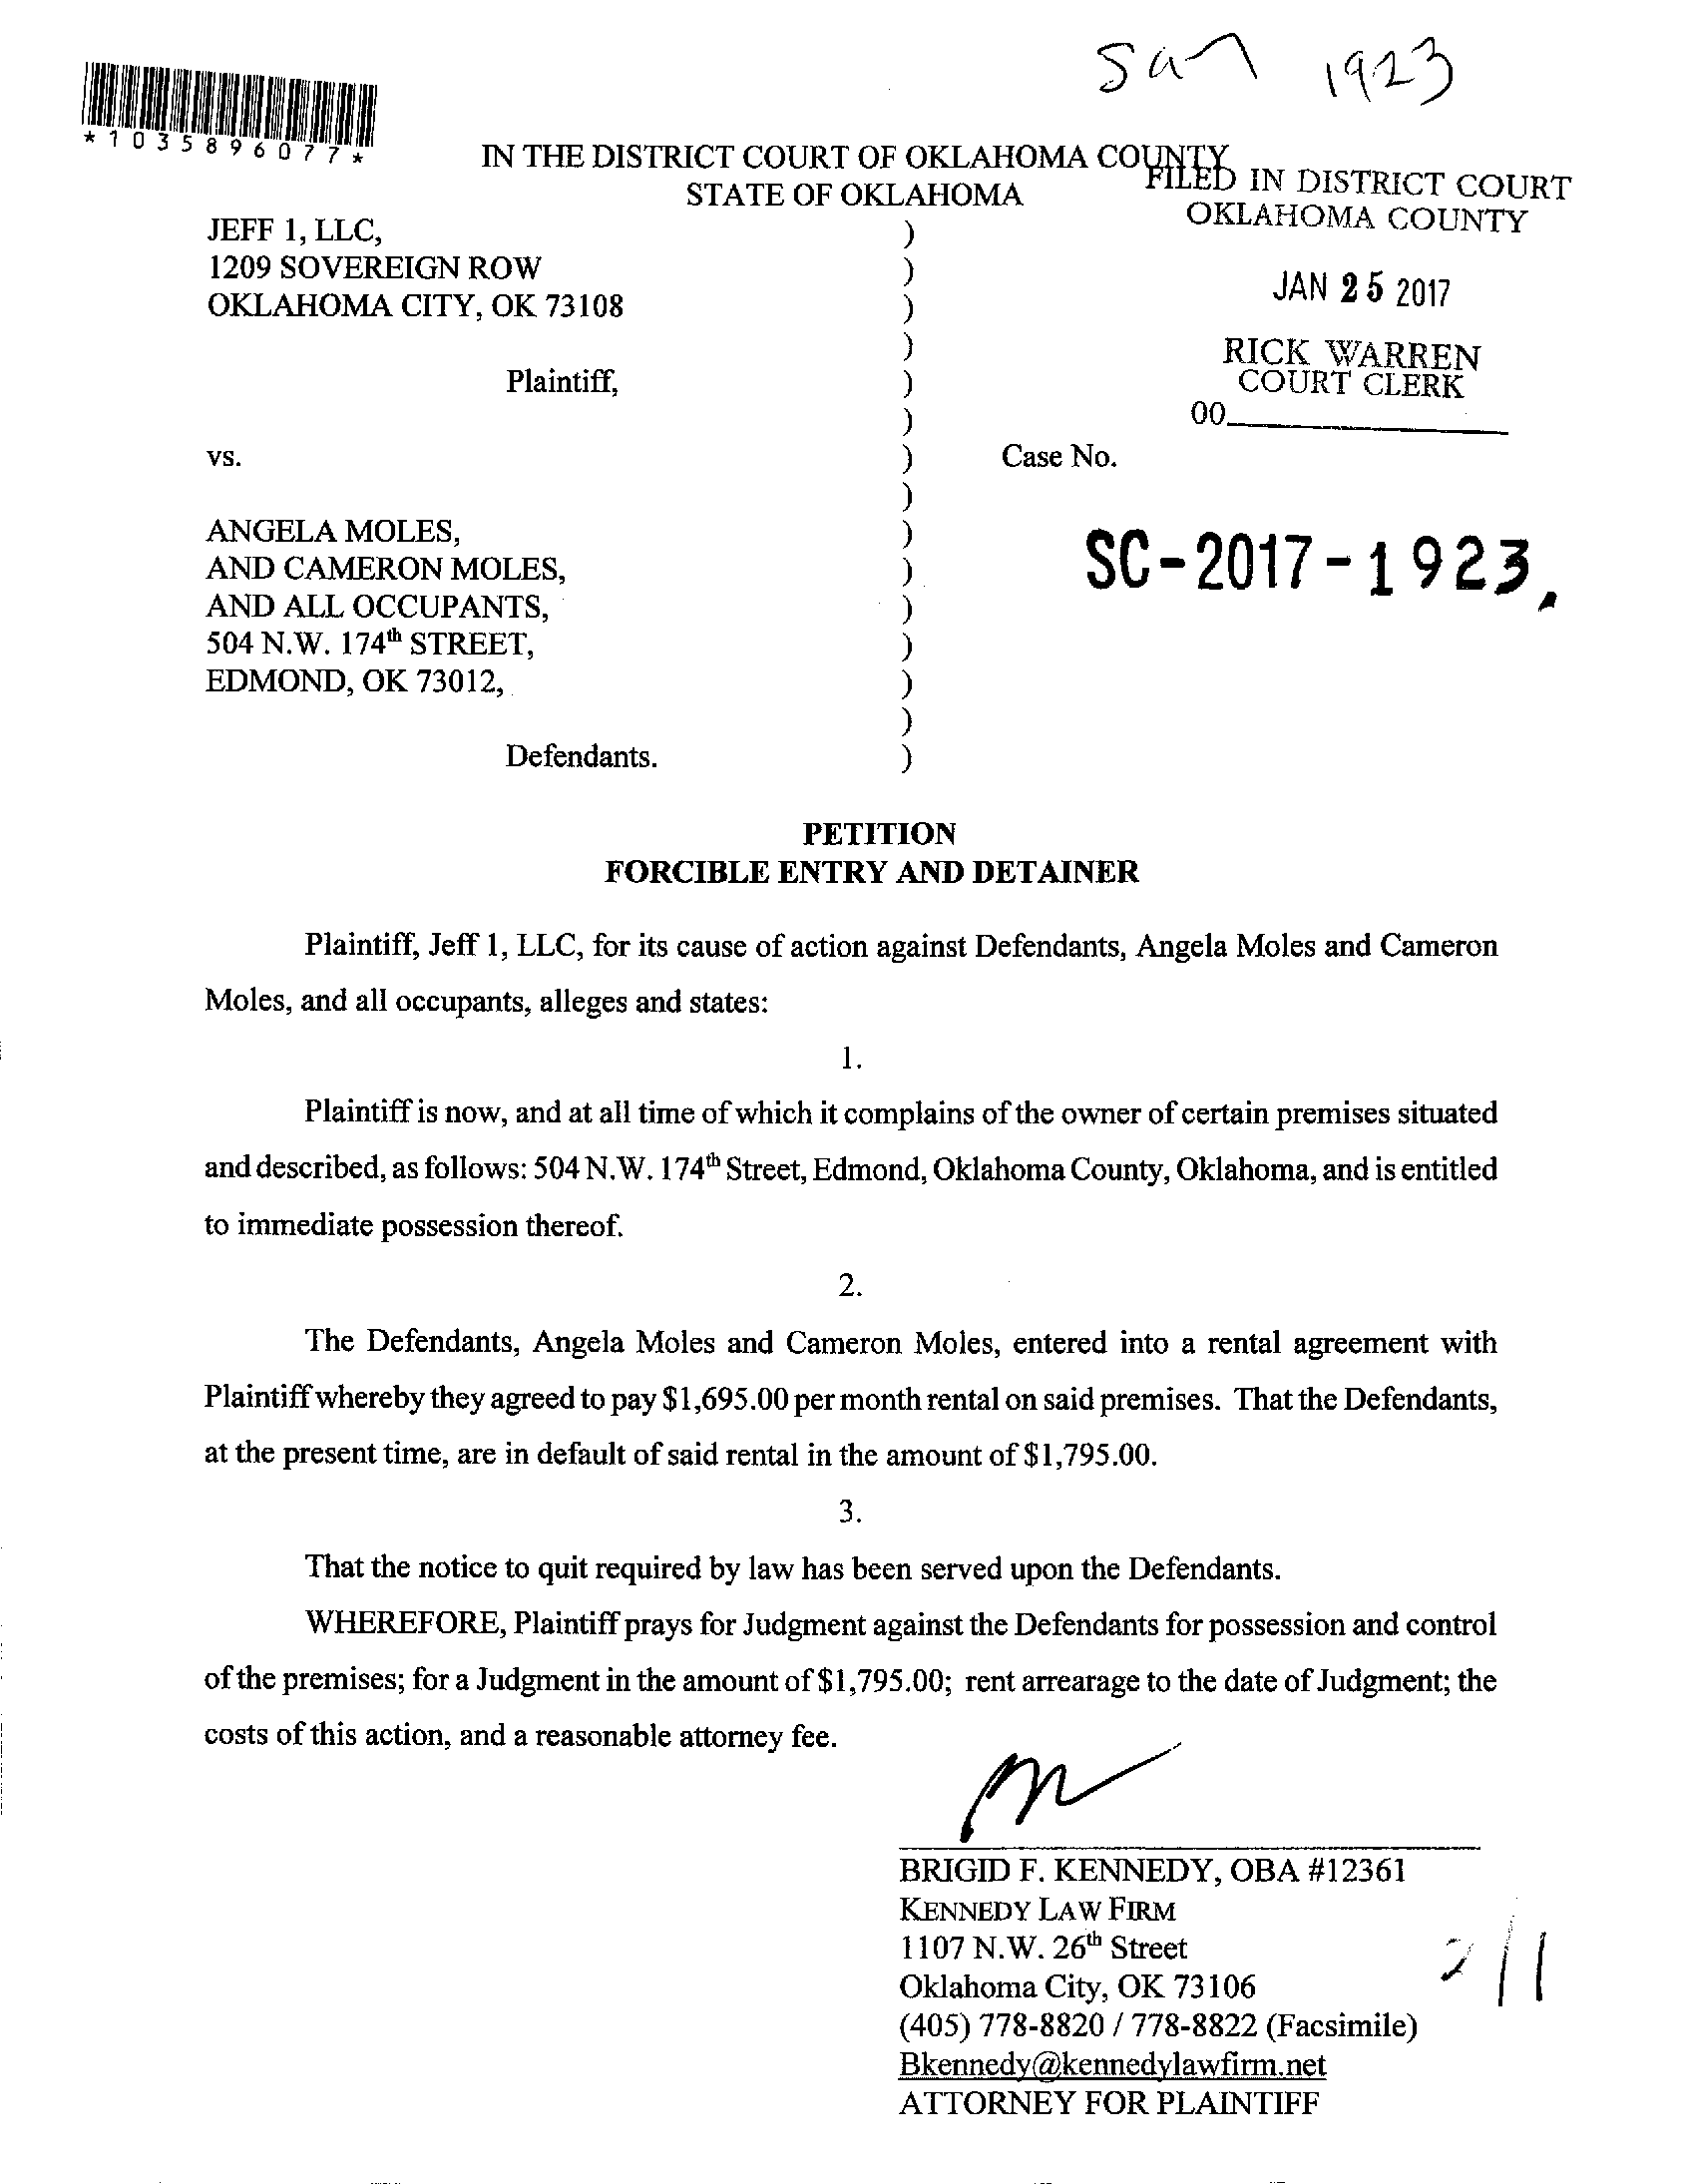 1923
*1035896077*
IN THE DISTRICT COURT OF OKLAHOMA COUNTY
STATE OF OKLAHOMA
FILED IN DISTRICT COURT
OKLAHOMA COUNTY
JAN 25 2017
RICK WARREN
COURT CLERK
00
JEFF 1, LLC,
1209 SOVEREIGN ROW
OKLAHOMA CITY, OK 73108
Plaintiff,
vs.
Case No.
SC-2017-1923
ANGELA MOLES,
AND CAMERON MOLES,
AND ALL OCCUPANTS,
504 N.W. 174th STREET,
EDMOND, OK 73012,
Defendants.
PETITION
FORCIBLE ENTRY AND DETAINER
Plaintiff, Jeff 1, LLC, for its cause of action against Defendants, Angela Moles and Cameron
Moles, and all occupants, alleges and states:
1.
Plaintiff is now, and at all time of which it complains of the owner of certain premises situated
and described, as follows: 504 N.W. 174th Street, Edmond, Oklahoma County, Oklahoma, and is entitled
to immediate possession thereof.
2.
The Defendants, Angela Moles and Cameron Moles, entered into a rental agreement with
Plaintiff whereby they agreed to pay $1,695.00 per month rental on said premises. That the Defendants,
at the present time, are in default of said rental in the amount of $1,795.00.
3.
That the notice to quit required by law has been served upon the Defendants.
WHEREFORE, Plaintiff prays for Judgment against the Defendants for possession and control
of the premises; for a Judgment in the amount of $1,795.00; rent arrearage to the date of Judgment; the
costs of this action, and a reasonable attorney fee.
BRIGID F. KENNEDY, OBA #12361
KENNEDY LAW FIRM
1107 N.W. 26th Street
Oklahoma City, OK 73106
(405) 778-8820 / 778-8822 (Facsimile)
Bkennedy@kennedylawfirm.net
ATTORNEY FOR PLAINTIFF